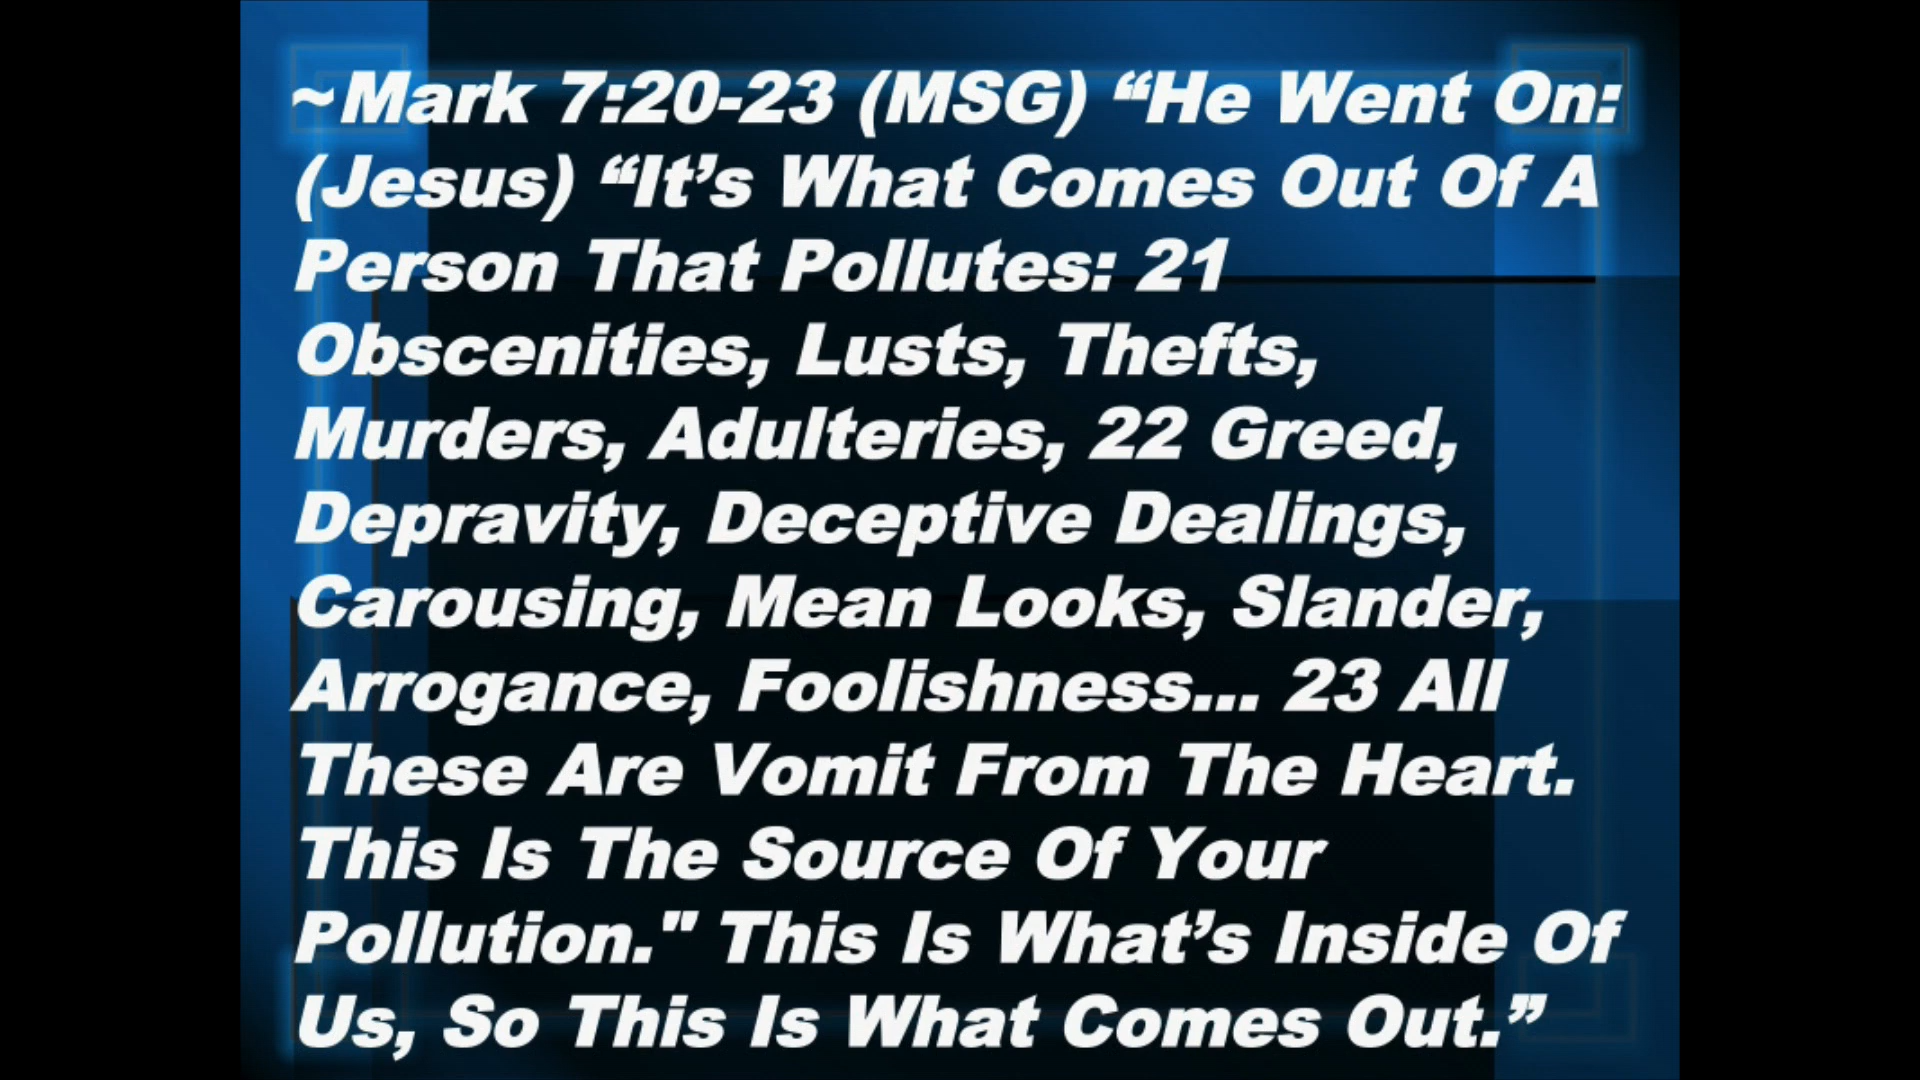 ~Mark 7:20-23 (MSG) “He Went On:
(Jesus) “It’s What Comes Out Of A
Person That Pollutes: 21
Obscenities, Lusts, Thefts,
Murders, Adulteries, 22 Greed,
Depravity, Deceptive Dealings,
Carousing, Mean Looks, Slander,
Arrogance, Foolishness... 23 All
These Are Vomit From The Heart.
This Is The Source Of Your
Pollution." This Is What’s Inside Of
Us, So This Is What Comes Out.”